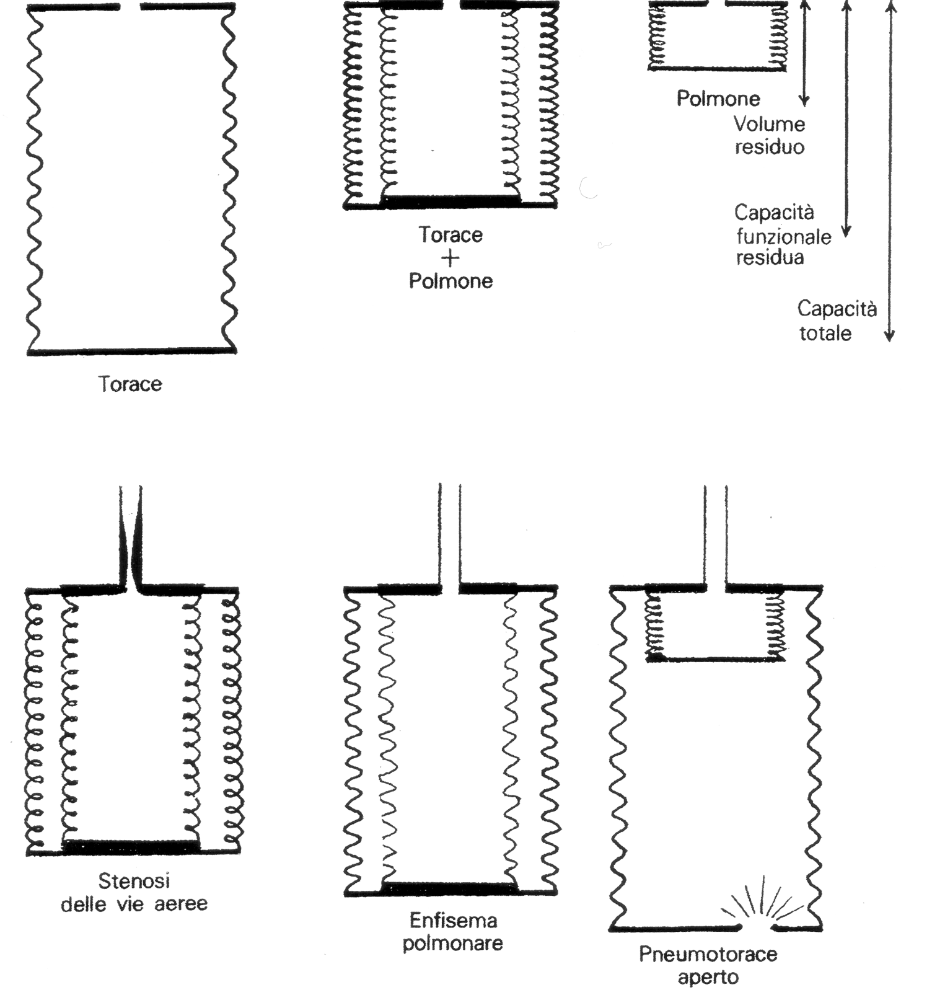 Torace
Torace
+
Polmone
Polmone
Volume
residuo
Capacità
funzionale
residua
Capacità
totale
Stenosi
delle vie aeree
Enfisema
polmonare
Pneumotorace
aperto